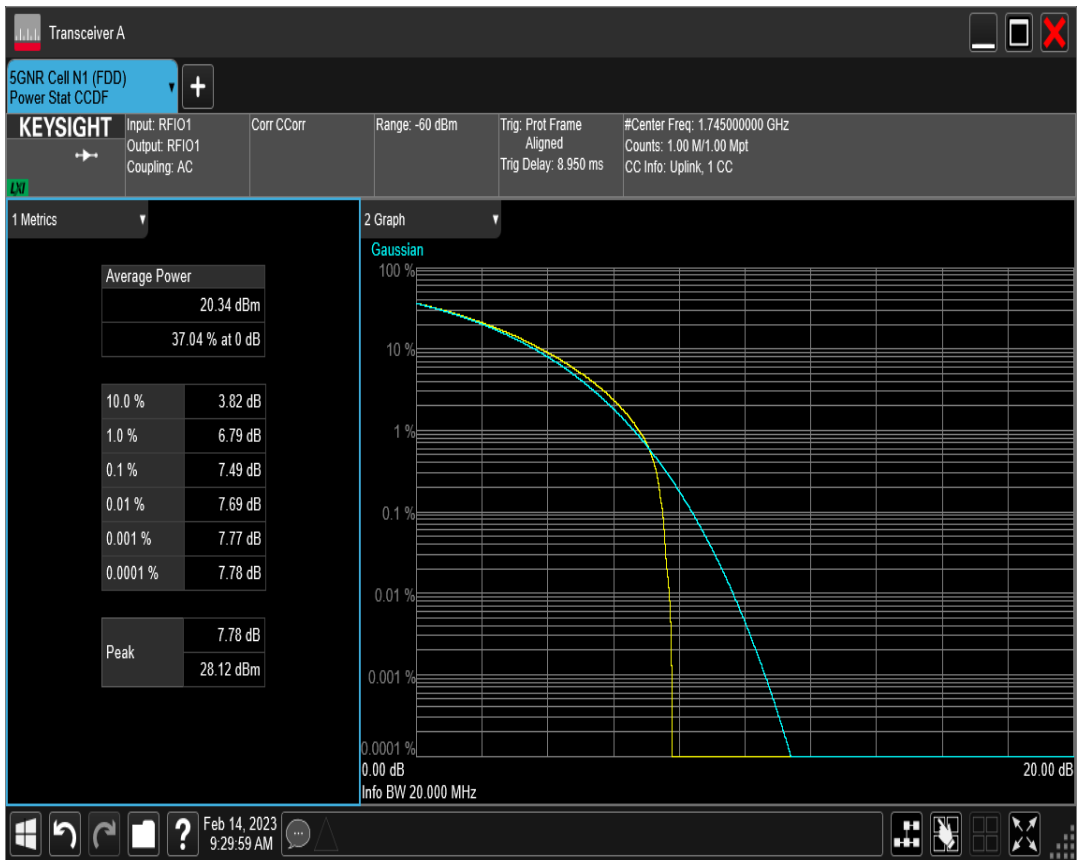 Transceiver A
5GNR Cell N1 (FDD)
Power Stat CCDF
+
KEYSIGHT
LXI
Input: RFIO1
Output: RFIO1
Coupling: AC
Corr CCorr
Range: -60 dBm
Trig: Prot Frame
Aligned
Trig Delay: 8.950 ms
#Center Freq: 1.745000000 GHz
Counts: 1.00 M/1.00 Mpt
CC Info: Uplink, 1 CC
1 Metrics
Average Power
20.34 dBm
37.04 % at 0 dB
10.0 % 3.82 dB
1.0 % 6.79 dB
0.1 % 7.49 dB
0.01 % 7.69 dB
0.001 % 7.77 dB
0.0001 % 7.78 dB
Peak 7.78 dB
28.12 dBm
2 Graph
Gaussian
100 %
10 %
1 %
0.1 %
0.01 %
0.001 %
0.0001 %
0.00 dB 20.00 dB
Info BW 20.000 MHz
? Feb 14, 2023
9:29:59 AM